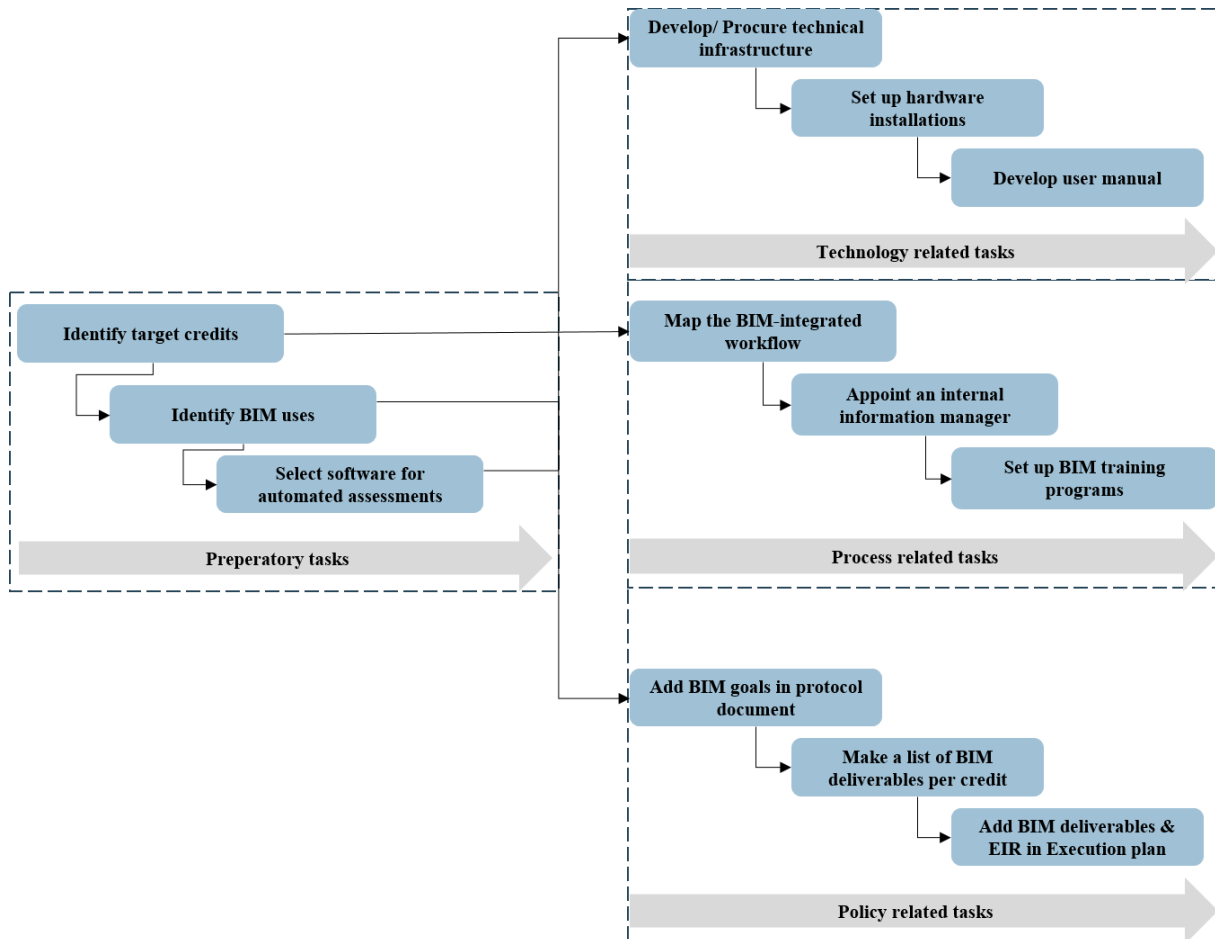 Develop/ Procure technical
infrastructure
Set up hardware
installations
Develop user manual
Technology related tasks
Identify target credits
Identify BIM uses
Select software for
automated assessments
Preperatory tasks
Map the BIM-integrated
workflow
Appoint an internal
information manager
Set up BIM training
programs
Process related tasks
Add BIM goals in protocol
document
Make a list of BIM
deliverables per credit
Add BIM deliverables &
EIR in Execution plan
Policy related tasks